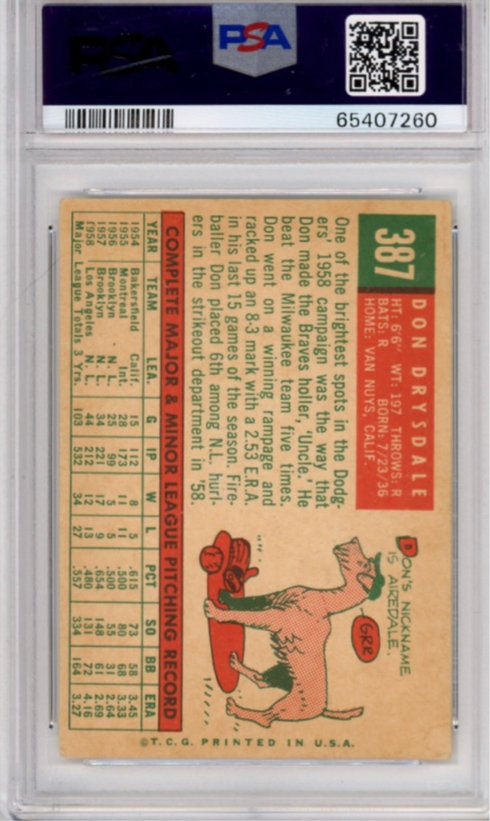 PSA
PSA
65407260
387
DON DRYSDALE
HT: 6'6" WT: 197 THROWS: R
BATS: R BORN: 7/23/36
HOME: VAN NUYS, CALIF.
One of the brightest spots in the Dodg-
ers' 1958 campaign was the way that
Don made the Braves holler, 'Uncle.' He
beat the Milwaukee team five times.
Don went on a winning rampage and
racked up an 8-3 mark with a 2.53 E.R.A.
in his last 15 games of the season. Fire-
baller Don placed 6th among N.L. hurl-
ers in the strikeout department in '58.
DON'S NICKNAME
IS AIREDALE.
GRR
COMPLETE MAJOR & MINOR LEAGUE PITCHING RECORD
YEAR TEAM LEA. G IP W L PCT SO BB ERA
1954 Bakersfield Calif. 15 112 8 5 .615 73 58 3.45
1955 Montreal Int. 28 173 11 11 .500 80 68 3.33
1956 Brooklyn N. L. 25 99 5 5 .500 55 31 2.64
1957 Brooklyn N. L. 34 221 17 9 .654 148 61 2.69
1958 Los Angeles N. L. 44 212 12 13 .480 131 72 4.16
Major League Totals 3 Yrs. 103 532 34 27 .557 334 164 3.27
©T.C.G. PRINTED IN U.S.A.